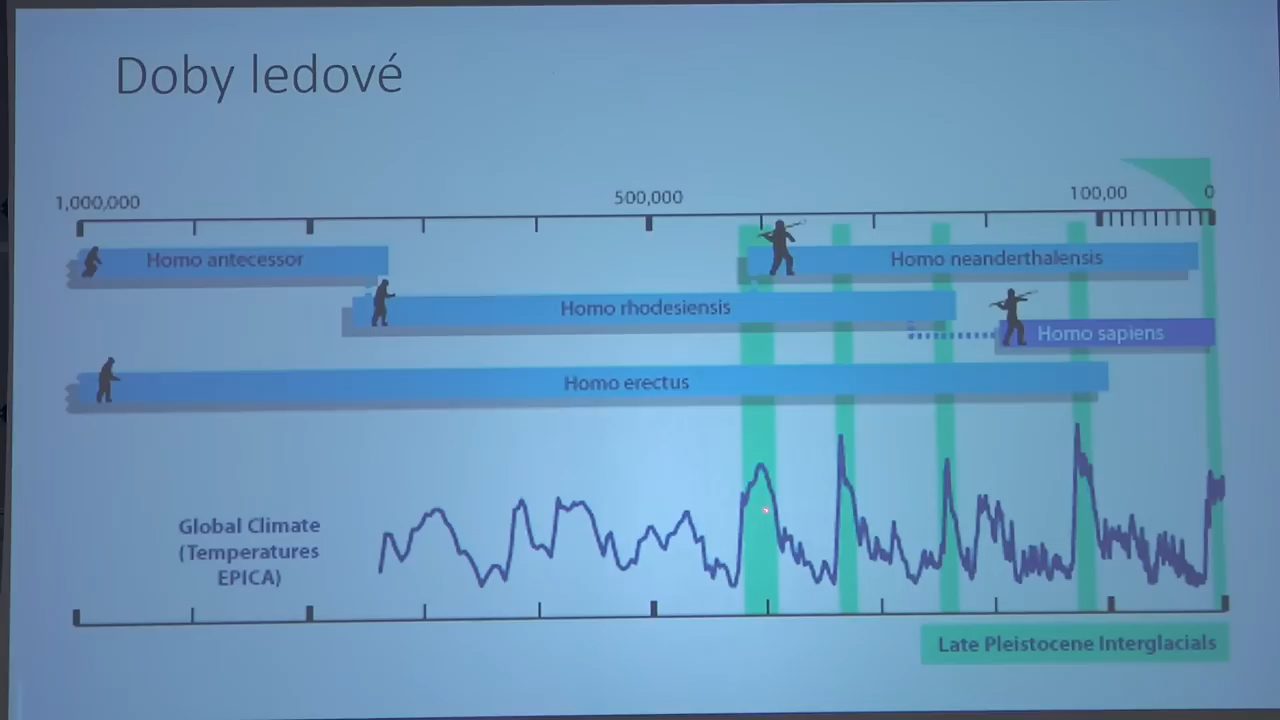 Doby ledové
1,000,000
500,000
100,00
0
Homo antecessor
Homo neanderthalensis
Homo rhodesiensis
Homo sapiens
Homo erectus
Global Climate
(Temperatures
EPICA)
Late Pleistocene Interglacials